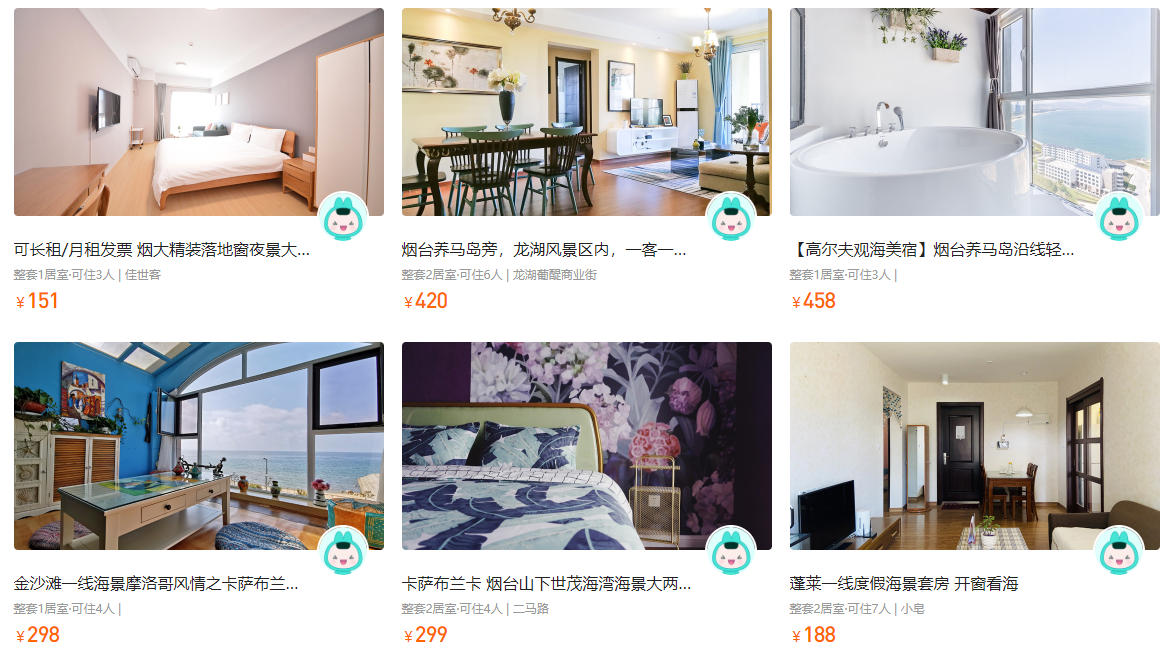 可长租/月租发票 烟大精装落地窗夜景大...
整套1居室·可住3人 | 佳世客
¥151
烟台养马岛旁，龙湖风景区内，一客一...
整套2居室·可住6人 | 龙湖葡醍商业街
¥420
【高尔夫观海美宿】烟台养马岛沿线轻...
整套1居室·可住3人 |
¥458
金沙滩一线海景摩洛哥风情之卡萨布兰...
整套1居室·可住4人 |
¥298
卡萨布兰卡 烟台山下世茂海湾海景大两...
整套2居室·可住4人 | 二马路
¥299
蓬莱一线度假海景套房 开窗看海
整套2居室·可住7人 | 小皂
¥188